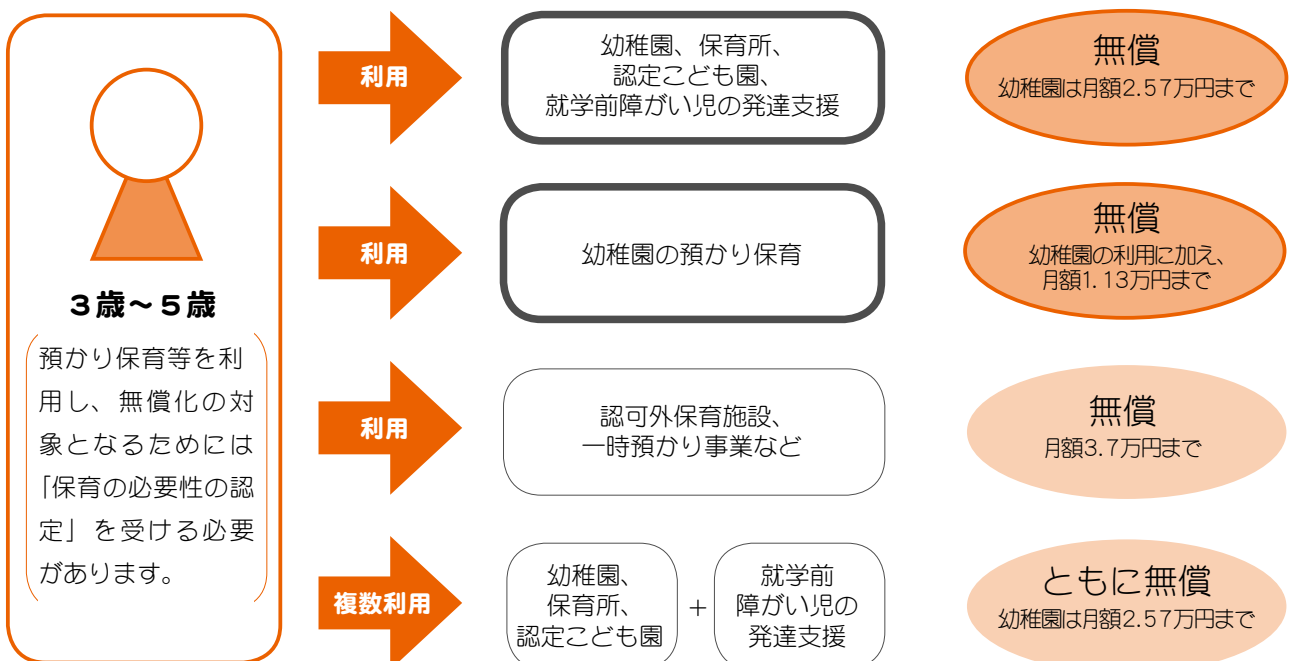 3歳～5歳
預かり保育等を利
用し、無償化の対
象となるためには
「保育の必要性の認
定」を受ける必要
があります。
利用
幼稚園、保育所、
認定こども園、
就学前障がい児の発達支援
無償
幼稚園は月額2.57万円まで
利用
幼稚園の預かり保育
無償
幼稚園の利用に加え、
月額1.13万円まで
利用
認可外保育施設、
一時預かり事業など
無償
月額3.7万円まで
複数利用
幼稚園、
保育所、
認定こども園
+
就学前
障がい児の
発達支援
ともに無償
幼稚園は月額2.57万円まで